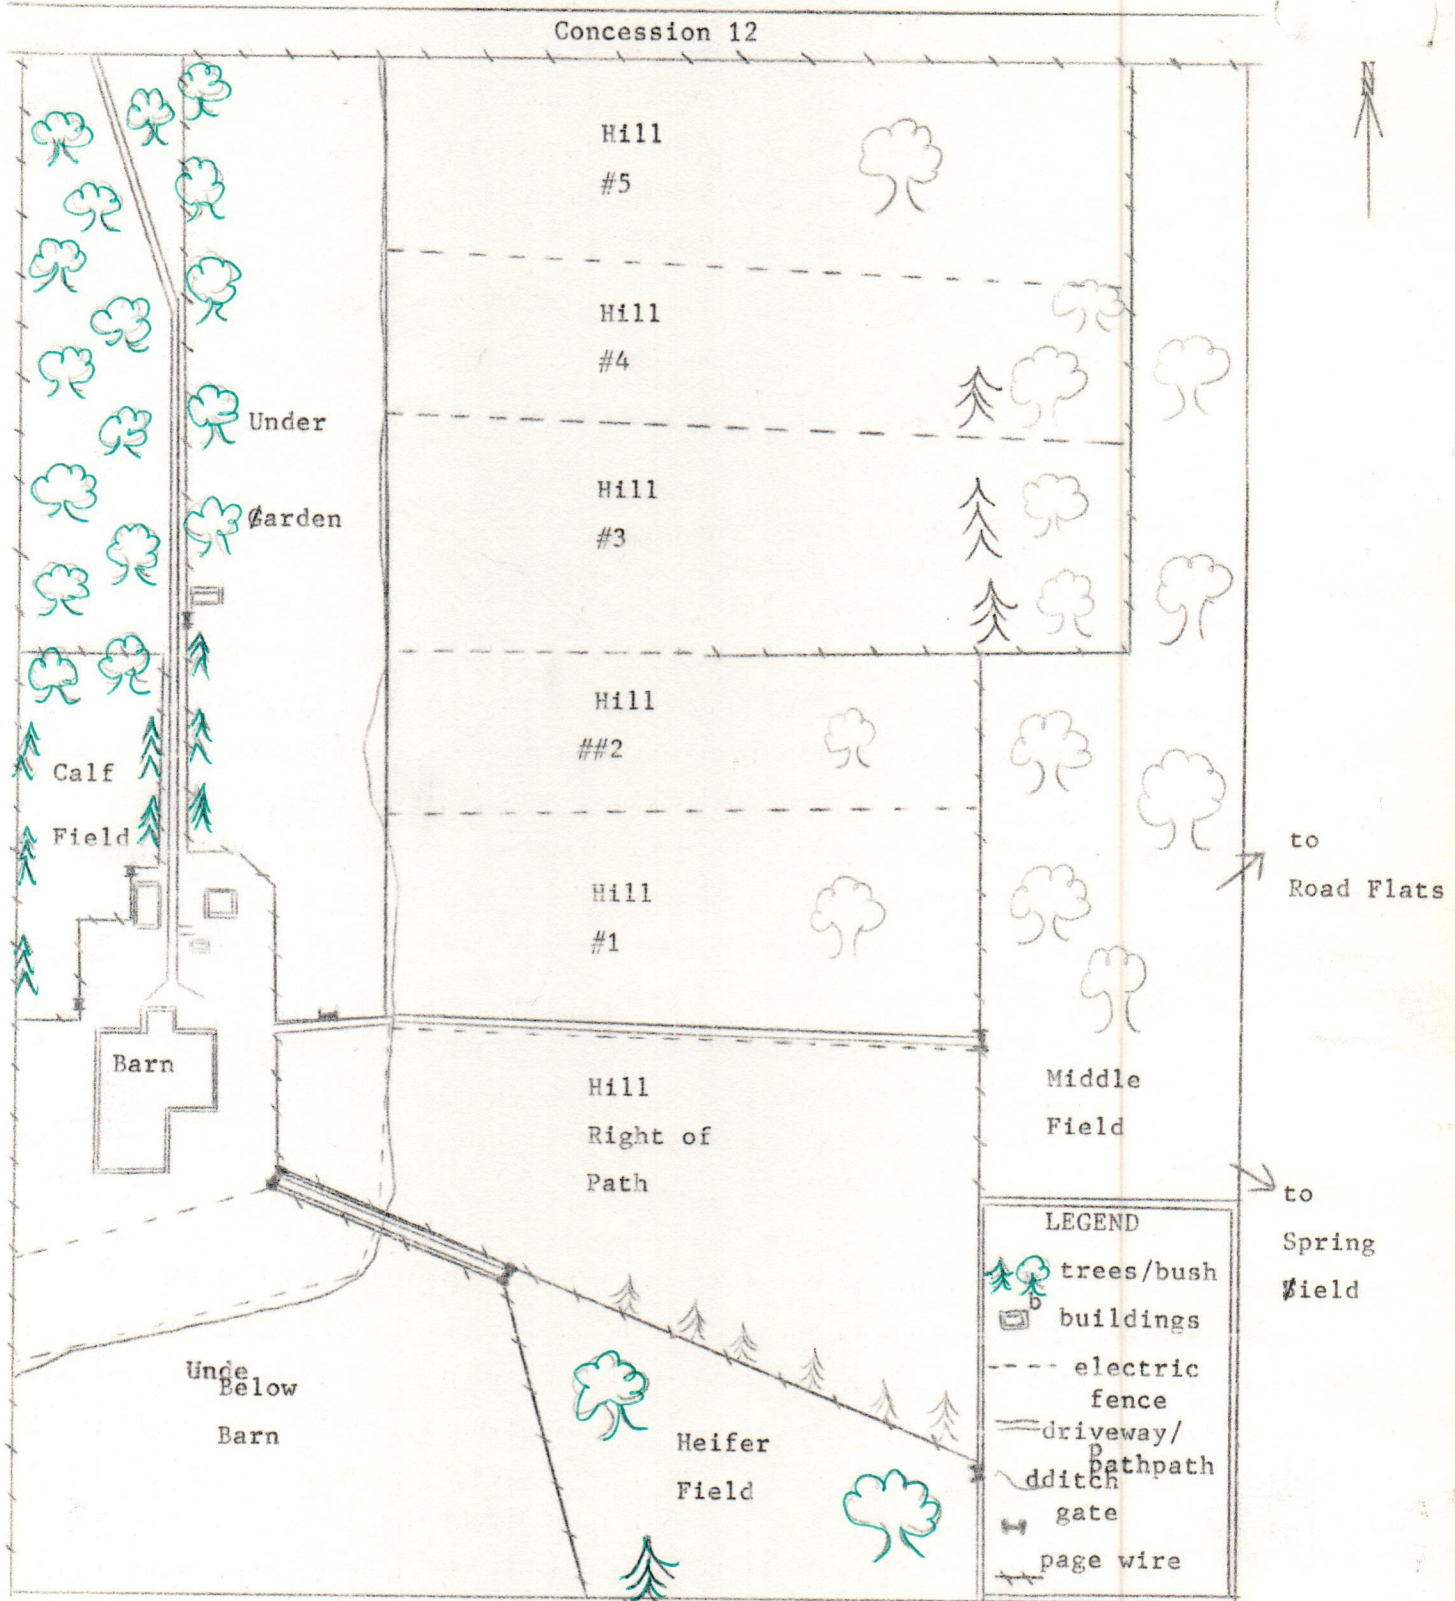 Concession 12
N
Hill
#5
Hill
#4
Under
Garden
Hill
#3
Hill
##2
Calf
Field
Hill
#1
to
Road Flats
Barn
Hill
Right of
Path
Middle
Field
to
Spring
Field
Unde
Below
Barn
Heifer
Field
LEGEND
trees/bush
b
buildings
electric
fence
driveway/
p
pathpath
dditch
gate
page wire